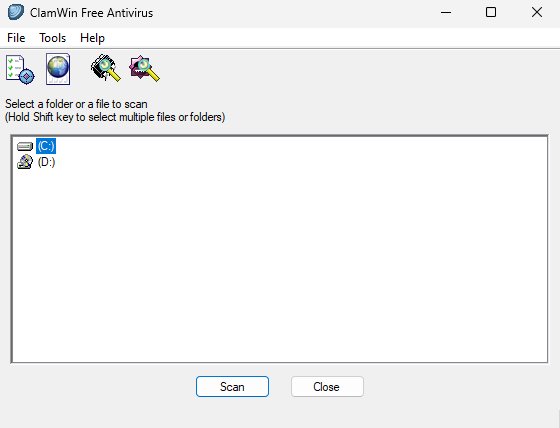 ClamWin Free Antivirus
File Tools Help
Select a folder or a file to scan
(Hold Shift key to select multiple files or folders)
(C:)
(D:)
Scan Close